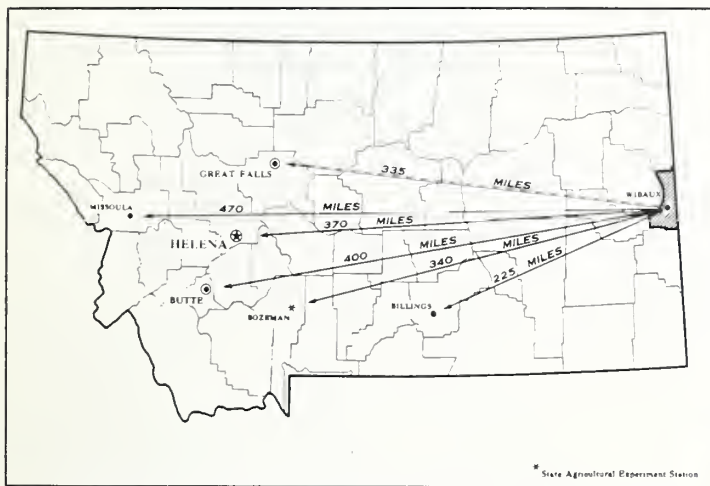 GREAT FALLS
335 MILES
WIBAUX
MISSOULA
470 MILES
370 MILES
HELENA
400 MILES
340 MILES
BUTTE
225 MILES
BOZEMAN *
BILLINGS
* State Agricultural Experiment Station